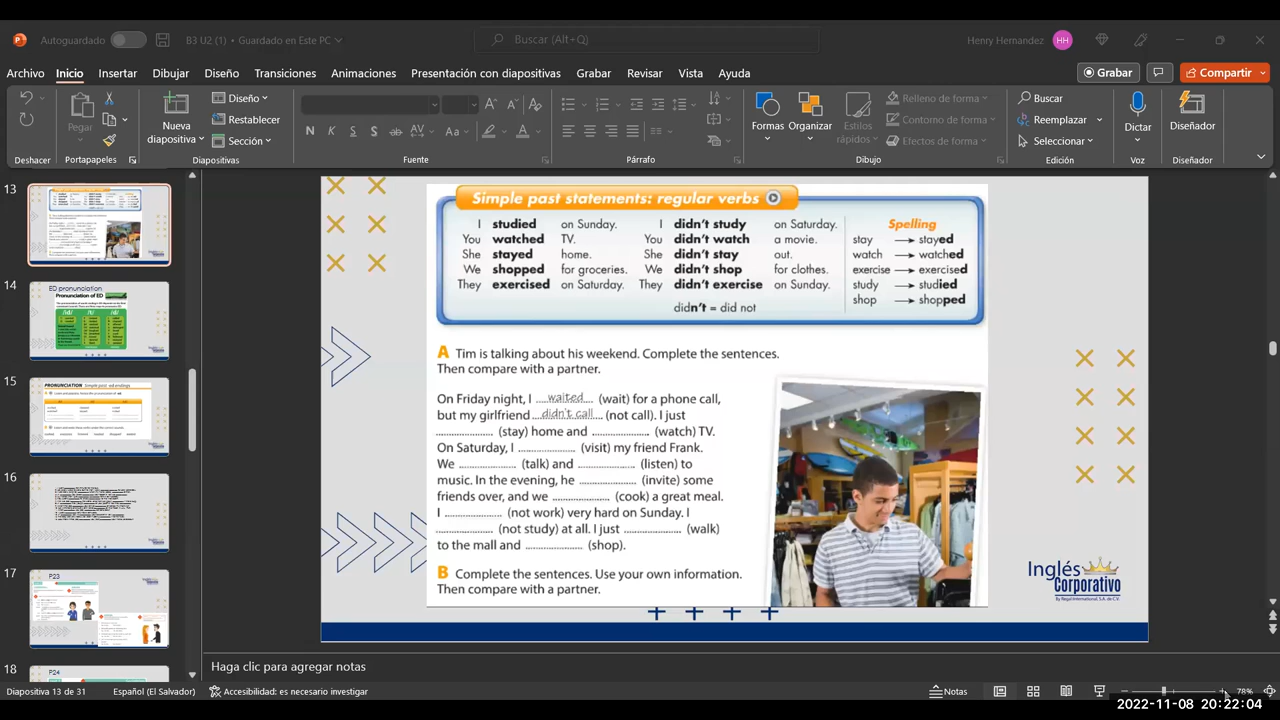 Autoguardado
B3 U2 (1) • Guardado en Este PC
Buscar (Alt+Q)
Henry Hernandez
HH
Archivo Inicio Insertar Dibujar Diseño Transiciones Animaciones Presentación con diapositivas Grabar Revisar Vista Ayuda
Grabar
Compartir
Pegar
Nueva
diapositiva
Diseño
Restablecer
Sección
N K S S ab AV Aa A
Formas
Organizar
Estilos
rápidos
Relleno de forma
Contorno de forma
Efectos de forma
Buscar
Reemplazar
Seleccionar
Dictar
Diseñador
Deshacer Portapapeles Diapositivas Fuente Párrafo Dibujo Edición Voz Diseñador
13
14
ED pronunciation
Pronunciation of ED
15
PRONUNCIATION Simple past -ed endings
16
17
P23
18
P24
Simple past statements: regular verbs
studied on Sunday. I didn't study on Saturday. Spelling
You watched TV. You didn't watch a movie. stay → stayed
She stayed home. She didn't stay out. watch → watched
We shopped for groceries. We didn't shop for clothes. exercise → exercised
They exercised on Saturday. They didn't exercise on Sunday. study → studied
shop → shopped
didn't = did not
A Tim is talking about his weekend. Complete the sentences.
Then compare with a partner.
On Friday night, I waited (wait) for a phone call,
but my girlfriend didn't call (not call). I just
(stay) home and (watch) TV.
On Saturday, I (visit) my friend Frank.
We (talk) and (listen) to
music. In the evening, he (invite) some
friends over, and we (cook) a great meal.
I (not work) very hard on Sunday. I
(not study) at all. I just (walk)
to the mall and (shop).
B Complete the sentences. Use your own information.
Then compare with a partner.
Inglés
Corporativo
By Regal International, S.A. de C.V.
Haga clic para agregar notas
Diapositiva 13 de 31
Español (El Salvador)
Accesibilidad: es necesario investigar
Notas
78%
2022-11-08 20:22:04